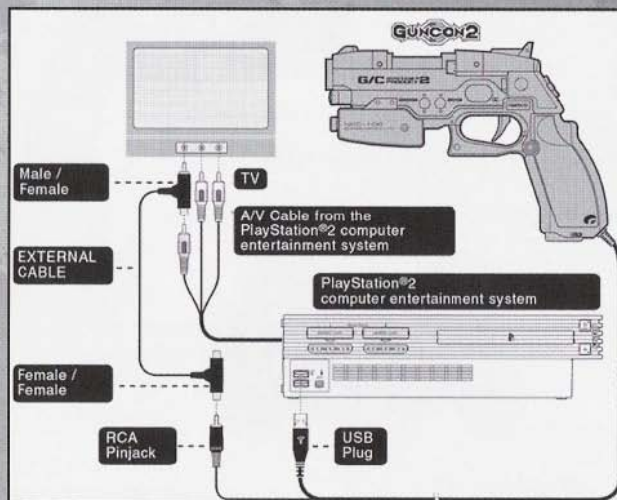 GUNCON2
G/C
Male /
Female
TV
A/V Cable from the
PlayStation®2 computer
entertainment system
EXTERNAL
CABLE
PlayStation®2
computer entertainment system
Female /
Female
RCA
Pinjack
USB
Plug